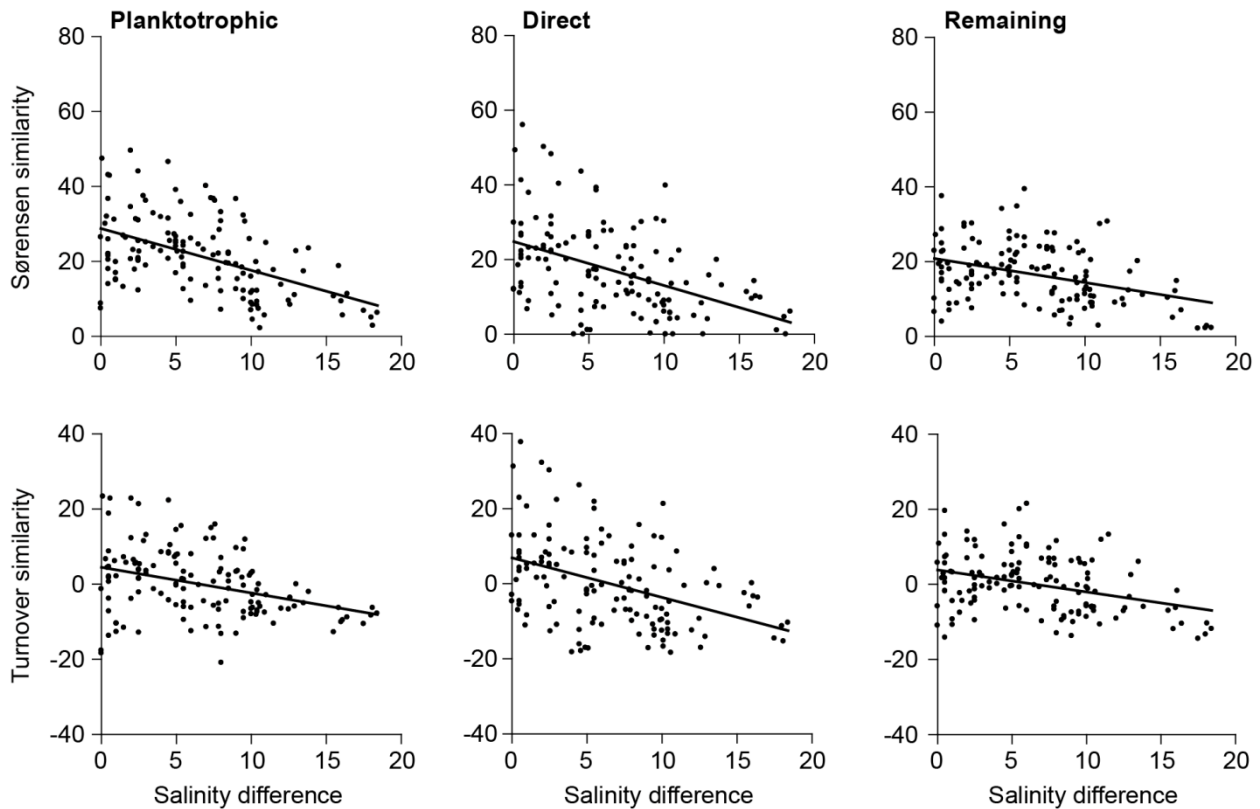 Planktotrophic Direct Remaining
Sørensen similarity
80 80 80
60 60 60
40 40 40
20 20 20
0 0 0
0 5 10 15 20 0 5 10 15 20 0 5 10 15 20
Turnover similarity
40 40 40
20 20 20
0 0 0
-20 -20 -20
-40 -40 -40
0 5 10 15 20 0 5 10 15 20 0 5 10 15 20
Salinity difference Salinity difference Salinity difference